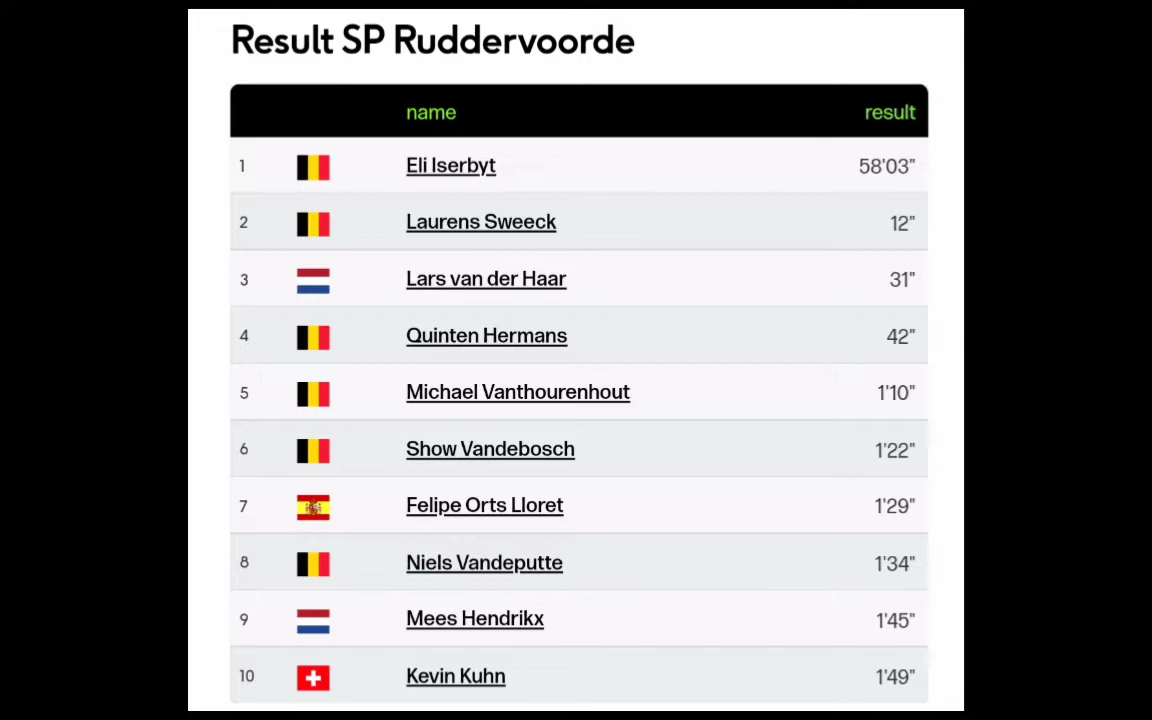 Result SP Ruddervoorde
name result
1 Eli Iserbyt 58'03"
2 Laurens Sweeck 12"
3 Lars van der Haar 31"
4 Quinten Hermans 42"
5 Michael Vanthourenhout 1'10"
6 Show Vandebosch 1'22"
7 Felipe Orts Lloret 1'29"
8 Niels Vandeputte 1'34"
9 Mees Hendrikx 1'45"
10 Kevin Kuhn 1'49"